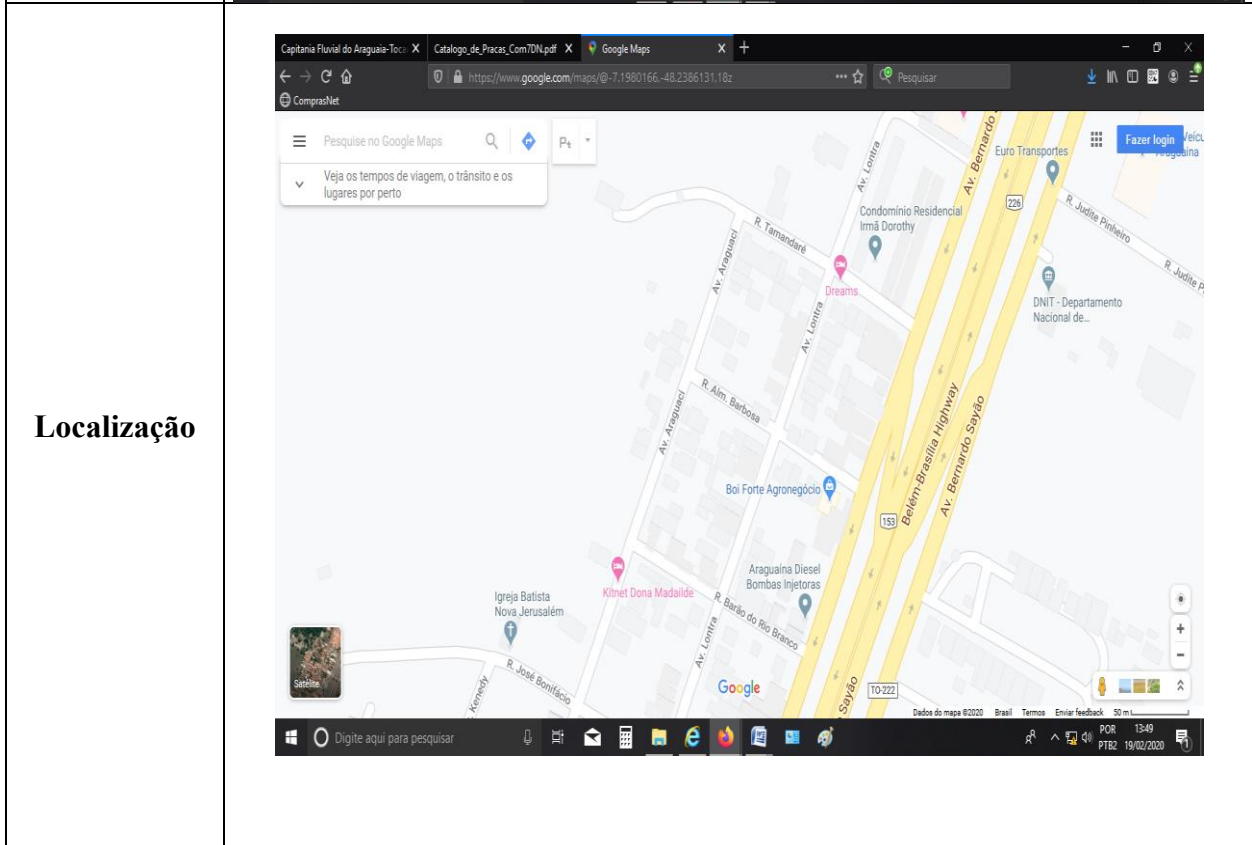 Localização
Capitania Fluvial do Araguaia-Toca
Catalogo_de_Pracas_Com7DN.pdf
Google Maps
https://www.google.com/maps/@-7.1980166,-48.2386131,18z
Pesquisar
ComprasNet
Pesquise no Google Maps
Veja os tempos de viagem, o trânsito e os
lugares por perto
Fazer login
Veícu
Araguaina
Av. Bernardo
Av. Lontra
Euro Transportes
R. Judite Pinheiro
R. Judite P
226
Condomínio Residencial
Irmã Dorothy
R. Tamandaré
Av. Araguaci
Dreams
DNIT - Departamento
Nacional de...
Av. Lontra
R. Alm. Barbosa
Av. Araguaci
Belém-Brasília Highway
Av. Bernardo Sayão
Boi Forte Agronegócio
153
Araguaína Diesel
Bombas Injetoras
Kitnet Dona Madailde
R. Barão do Rio Branco
Igreja Batista
Nova Jerusalém
Av. Lontra
R. José Bonifácio
Kenedy
Satélite
Google
Sayão
TO-222
Dados do mapa ©2020 Brasil Termos Enviar feedback 50 m
Digite aqui para pesquisar
POR
PTB2
13:49
19/02/2020